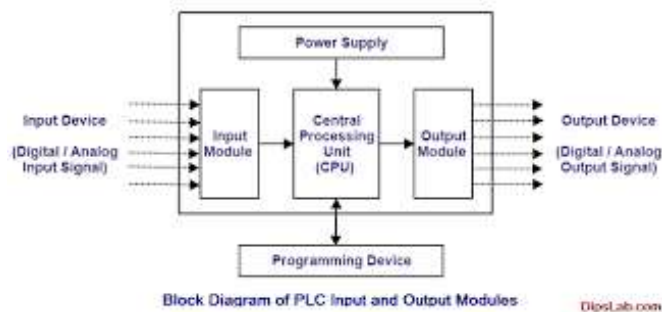 Power Supply
Input Device
(Digital / Analog
Input Signal)
Input
Module
Central
Processing
Unit
(CPU)
Output
Module
Output Device
(Digital / Analog
Output Signal)
Programming Device
Block Diagram of PLC Input and Output Modules
DipsLab.com